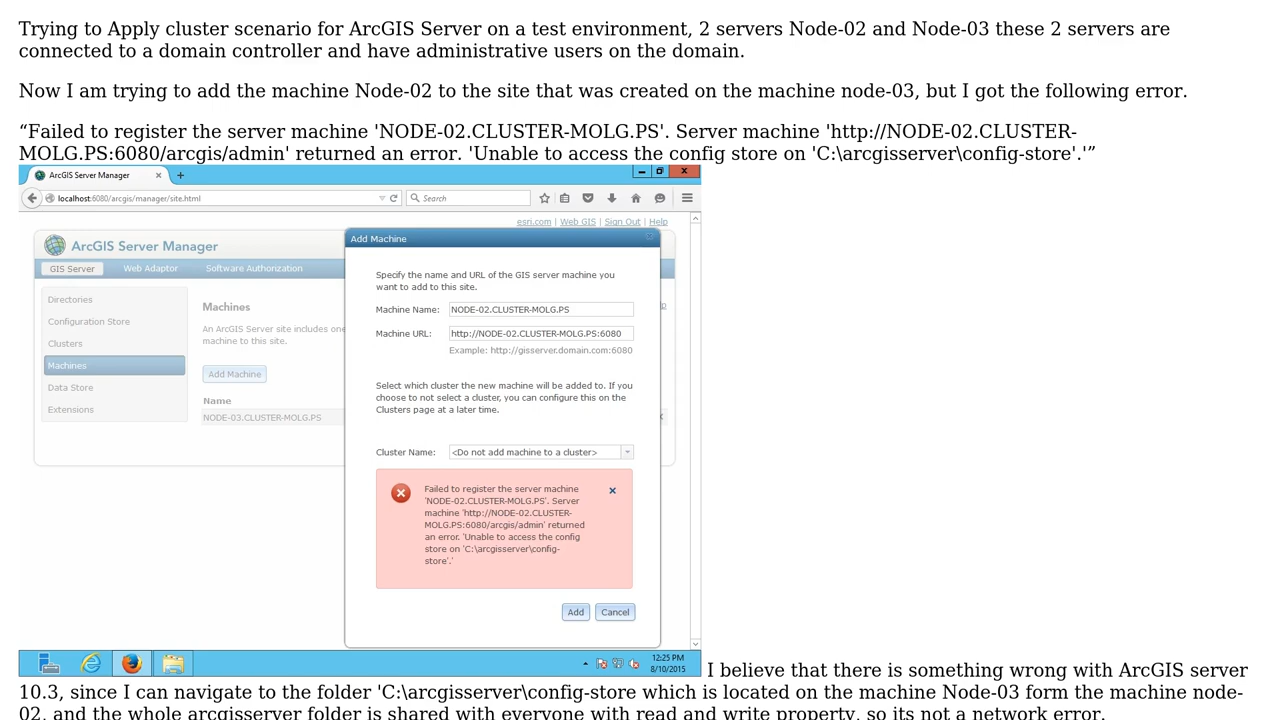 Trying to Apply cluster scenario for ArcGIS Server on a test environment, 2 servers Node-02 and Node-03 these 2 servers are
connected to a domain controller and have administrative users on the domain.
Now I am trying to add the machine Node-02 to the site that was created on the machine node-03, but I got the following error.
“Failed to register the server machine 'NODE-02.CLUSTER-MOLG.PS'. Server machine 'http://NODE-02.CLUSTER-
MOLG.PS:6080/arcgis/admin' returned an error. 'Unable to access the config store on 'C:\arcgisserver\config-store'.'”
ArcGIS Server Manager
localhost:6080/arcgis/manager/site.html
Search
esri.com | Web GIS | Sign Out | Help
ArcGIS Server Manager
GIS Server Web Adaptor Software Authorization
Directories
Configuration Store
Clusters
Machines
Data Store
Extensions
Machines
An ArcGIS Server site includes one
machine to this site.
Add Machine
Name
NODE-03.CLUSTER-MOLG.PS
Add Machine
Specify the name and URL of the GIS server machine you
want to add to this site.
Machine Name: NODE-02.CLUSTER-MOLG.PS
Machine URL: http://NODE-02.CLUSTER-MOLG.PS:6080
Example: http://gisserver.domain.com:6080
Select which cluster the new machine will be added to. If you
choose to not select a cluster, you can configure this on the
Clusters page at a later time.
Cluster Name: <Do not add machine to a cluster>
Failed to register the server machine
'NODE-02.CLUSTER-MOLG.PS'. Server
machine 'http://NODE-02.CLUSTER-
MOLG.PS:6080/arcgis/admin' returned
an error. 'Unable to access the config
store on 'C:\arcgisserver\config-
store'.'
Add Cancel
12:25 PM
8/10/2015
I believe that there is something wrong with ArcGIS server
10.3, since I can navigate to the folder 'C:\arcgisserver\config-store which is located on the machine Node-03 form the machine node-
02, and the whole arcgisserver folder is shared with everyone with read and write property, so its not a network error.